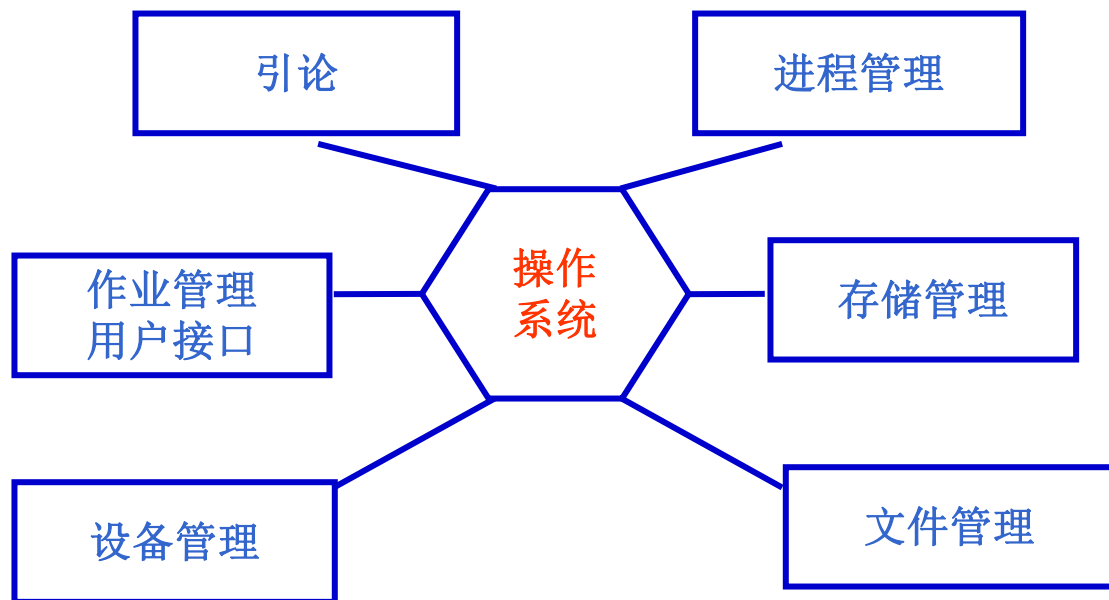 引论
进程管理
操作
系统
作业管理
用户接口
存储管理
设备管理
文件管理